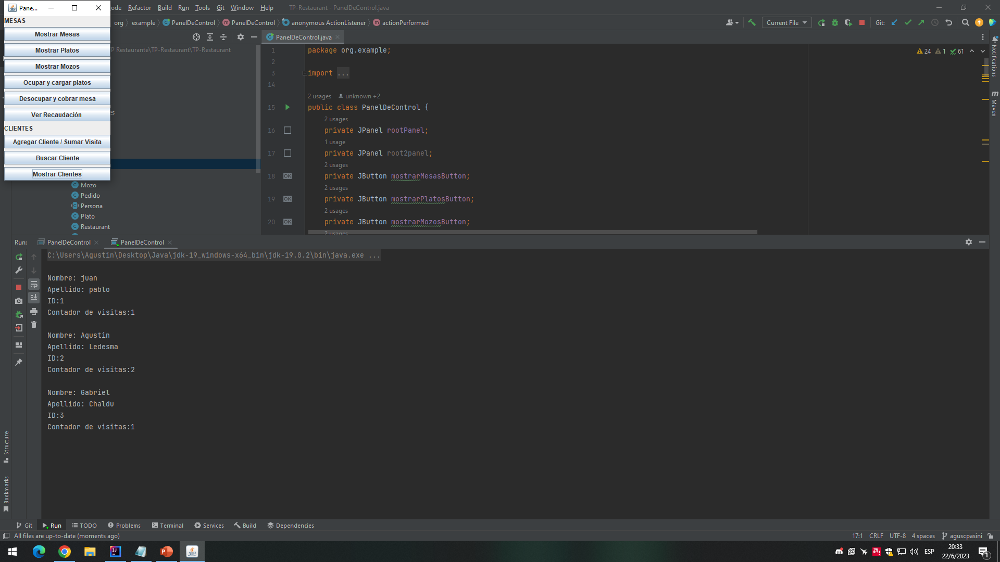 Pane...
MESAS
Mostrar Mesas
Mostrar Platos
Mostrar Mozos
Ocupar y cargar platos
Desocupar y cobrar mesa
Ver Recaudación
CLIENTES
Agregar Cliente / Sumar Visita
Buscar Cliente
Mostrar Clientes
ode Refactor Build Run Tools Git Window Help TP-Restaurant - PanelDeControl.java
org example PanelDeControl PanelDeControl anonymous ActionListener actionPerformed
Current File Git:
P Restaurante\TP-Restaurant\TP-Restaurant
es
Mozo
Pedido
Persona
Plato
Restaurant
PanelDeControl.java
24 1 61
1 package org.example;
2
3 import ...
14
2 usages unknown +2
15 public class PanelDeControl {
2 usages
16 private JPanel rootPanel;
1 usage
17 private JPanel root2panel;
2 usages
18 OK private JButton mostrarMesasButton;
2 usages
19 OK private JButton mostrarPlatosButton;
2 usages
20 OK private JButton mostrarMozosButton;
2 usages
Notifications
Maven
Run: PanelDeControl PanelDeControl
C:\Users\Agustin\Desktop\Java\jdk-19_windows-x64_bin\jdk-19.0.2\bin\java.exe ...
Nombre: juan
Apellido: pablo
ID:1
Contador de visitas:1
Nombre: Agustin
Apellido: Ledesma
ID:2
Contador de visitas:2
Nombre: Gabriel
Apellido: Chaldu
ID:3
Contador de visitas:1
Structure
Bookmarks
Git Run TODO Problems Terminal Services Build Dependencies
All files are up-to-date (moments ago)
17:1 CRLF UTF-8 4 spaces aguscpasini
ESP
20:33
22/6/2023
1